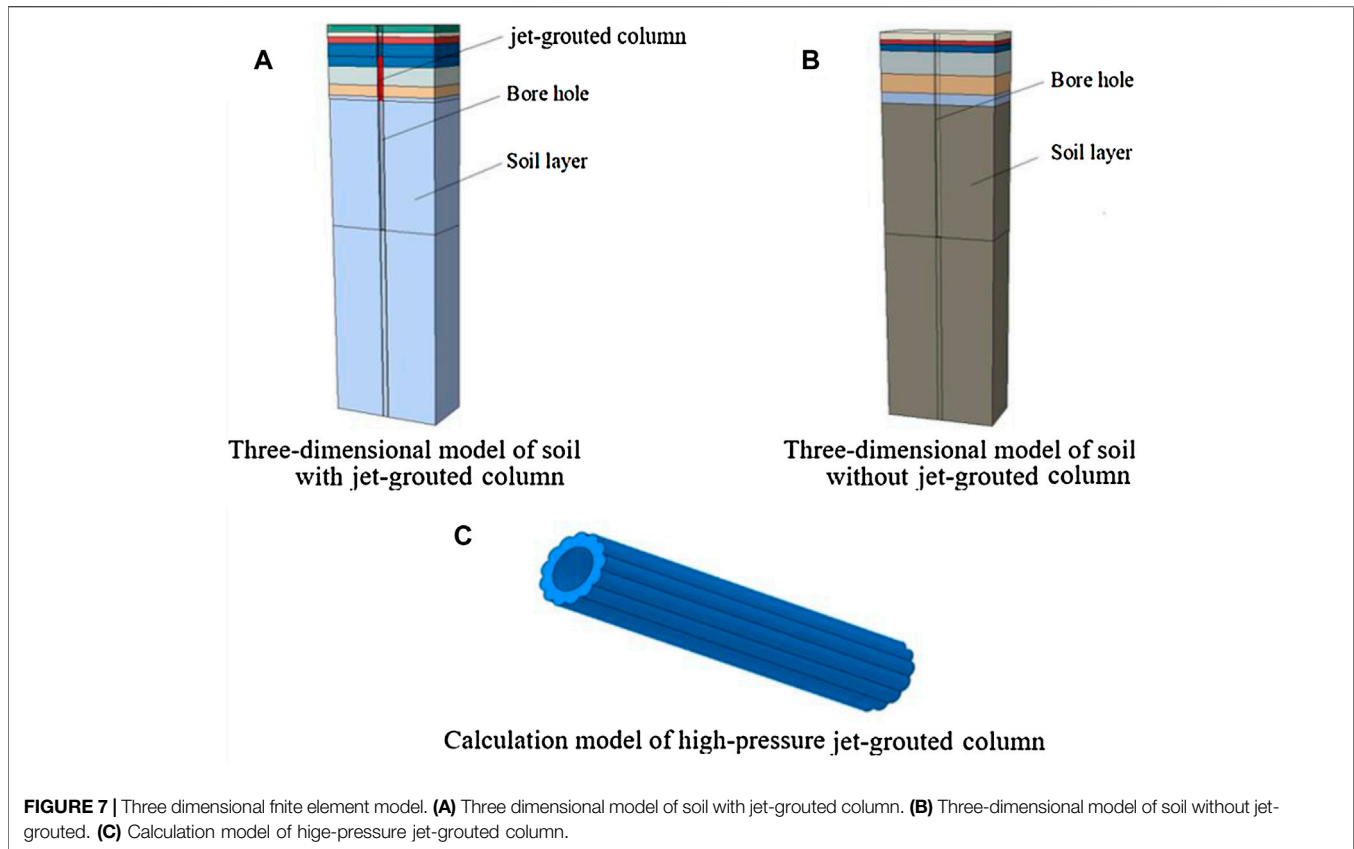 A
jet-grouted column
Bore hole
Soil layer
Three-dimensional model of soil
with jet-grouted column
B
Bore hole
Soil layer
Three-dimensional model of soil
without jet-grouted column
C
Calculation model of high-pressure jet-grouted column
FIGURE 7 | Three dimensional fnite element model. (A) Three dimensional model of soil with jet-grouted column. (B) Three-dimensional model of soil without jet-
grouted. (C) Calculation model of hige-pressure jet-grouted column.